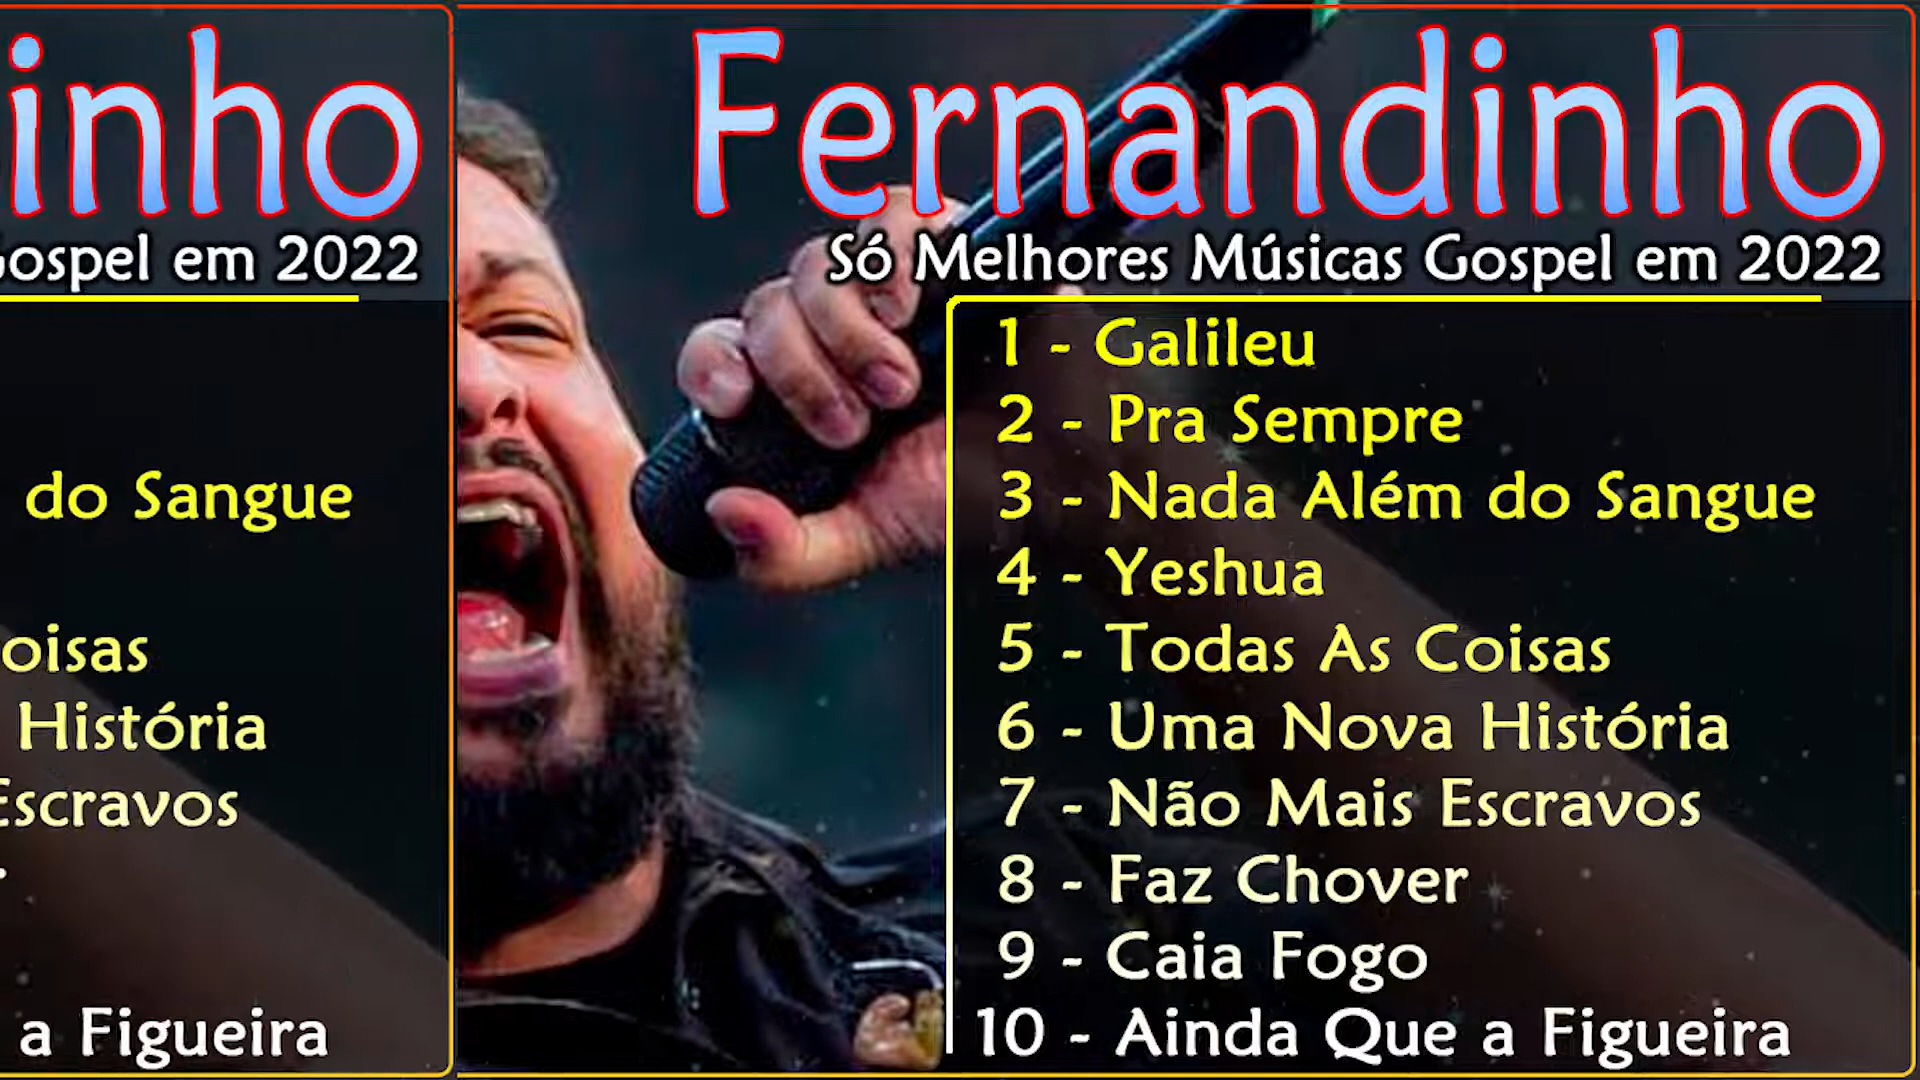 inho
Gospel em 2022
do Sangue
oisas
História
Escravos
a Figueira
Fernandinho
Só Melhores Músicas Gospel em 2022
1 - Galileu
2 - Pra Sempre
3 - Nada Além do Sangue
4 - Yeshua
5 - Todas As Coisas
6 - Uma Nova História
7 - Não Mais Escravos
8 - Faz Chover
9 - Caia Fogo
10 - Ainda Que a Figueira